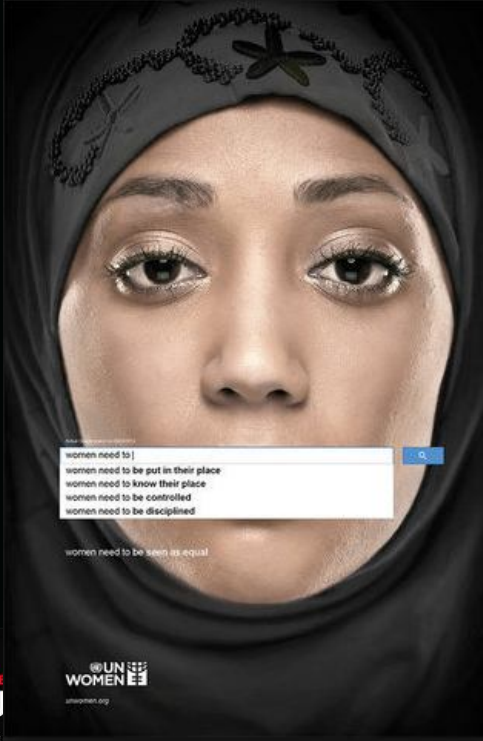 women need to
women need to be put in their place
women need to know their place
women need to be controlled
women need to be disciplined
women need to be seen as equal
UN
WOMEN
unwomen.org